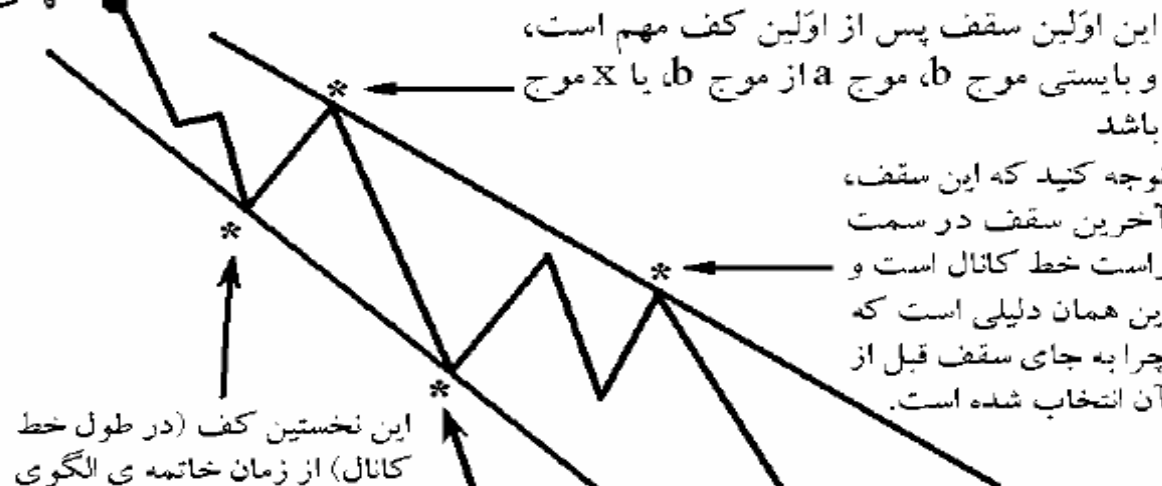 این اوّلین سقف پس از اوّلین کف مهم است،
و بایستی موج b، موج a از موج b، یا x موج
باشد
توجه کنید که این سقف،
آخرین سقف در سمت
راست خط کانال است و
این همان دلیلی است که
چرا به جای سقف قبل از
آن انتخاب شده است.
این نخستین کف (در طول خط
کانال) از زمان خاتمه ی الگوی